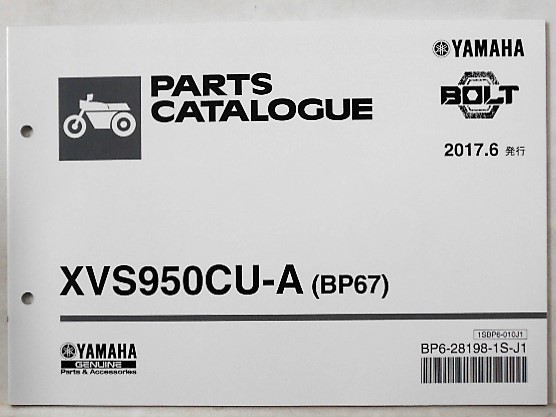 YAMAHA
PARTS
CATALOGUE
BOLT
2017.6 発行
XVS950CU-A (BP67)
1SBP6-010J1
YAMAHA
GENUINE
Parts & Accessories
BP6-28198-1S-J1